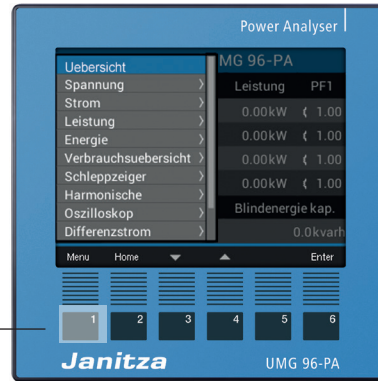 Power Analyser
MG 96-PA
Uebersicht
Spannung
Strom
Leistung
Energie
Verbrauchsuebersicht
Schleppzeiger
Harmonische
Oszilloskop
Differenzstrom
Leistung PF1
0.00kW ( 1.00
0.00kW ( 1.00
0.00kW ( 1.00
0.00kW ( 1.00
Blindenergie kap.
0.0kvarh
Menu Home Enter
1 2 3 4 5 6
Janitza UMG 96-PA